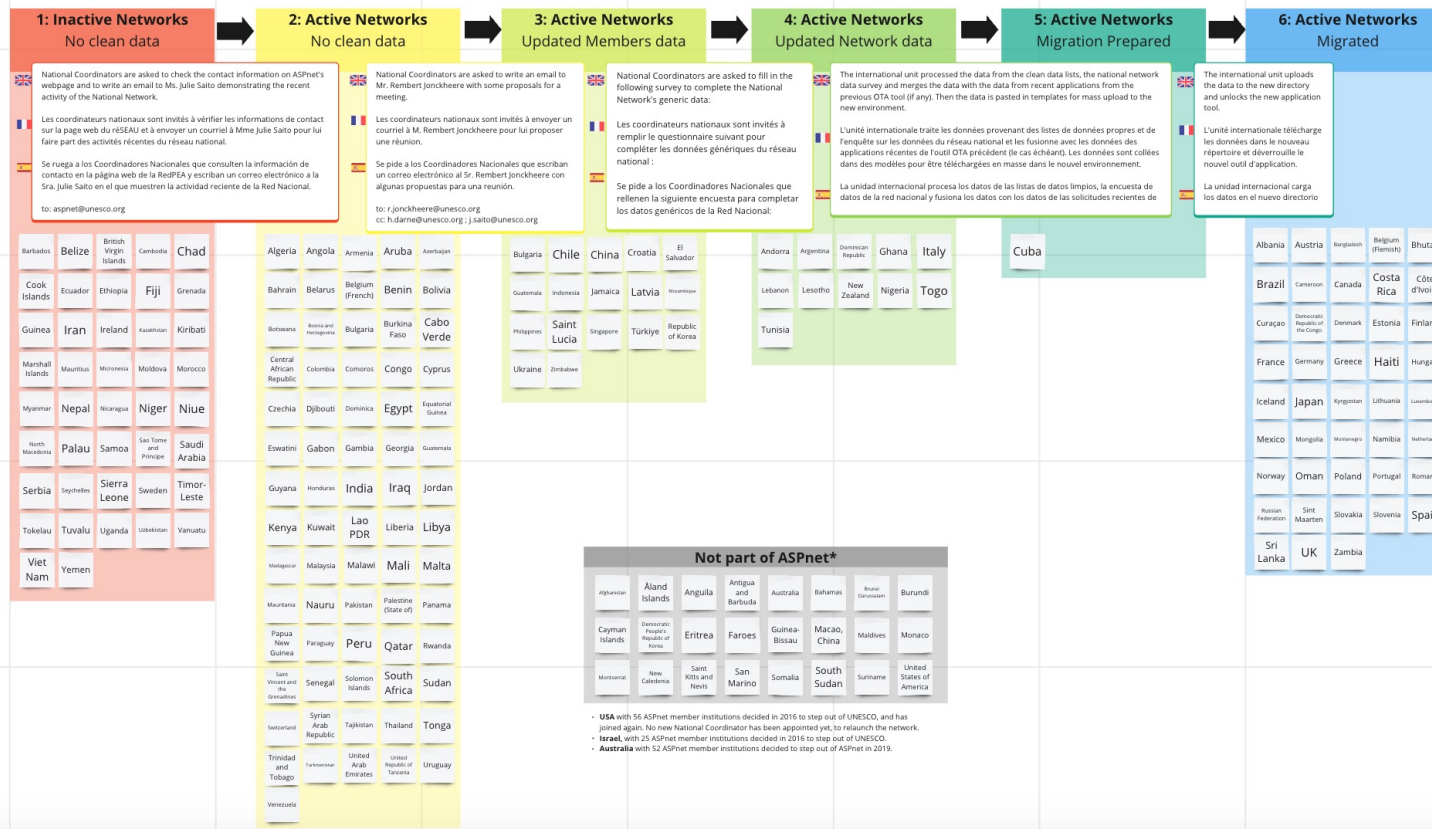 1: Inactive Networks
No clean data
2: Active Networks
No clean data
3: Active Networks
Updated Members data
4: Active Networks
Updated Network data
5: Active Networks
Migration Prepared
6: Active Networks
Migrated
National Coordinators are asked to check the contact information on ASPnet's
webpage and to write an email to Ms. Julie Saito demonstrating the recent
activity of the National Network.
Les coordinateurs nationaux sont invités à vérifier les informations de contact
sur la page web du réSEAU et à envoyer un courriel à Mme Julie Saito pour lui
faire part des activités récentes du réseau national.
Se ruega a los Coordinadores Nacionales que consulten la información de
contacto en la página web de la RedPEA y escriban un correo electrónico a la
Sra. Julie Saito en el que muestren la actividad reciente de la Red Nacional.
to: aspnet@unesco.org
National Coordinators are asked to write an email to
Mr. Rembert Jonckheere with some proposals for a
meeting.
Les coordinateurs nationaux sont invités à envoyer un
courriel à M. Rembert Jonckheere pour lui proposer
une réunion.
Se pide a los Coordinadores Nacionales que escriban
un correo electrónico al Sr. Rembert Jonckheere con
algunas propuestas para una reunión.
to: r.jonckheere@unesco.org
cc: h.darne@unesco.org ; j.saito@unesco.org
National Coordinators are asked to fill in the
following survey to complete the National
Network's generic data:
Les coordinateurs nationaux sont invités à
remplir le questionnaire suivant pour
compléter les données génériques du réseau
national :
Se pide a los Coordinadores Nacionales que
rellenen la siguiente encuesta para completar
los datos genéricos de la Red Nacional:
The international unit processed the data from the clean data lists, the national network
data survey and merges the data with the data from recent applications from the
previous OTA tool (if any). Then the data is pasted in templates for mass upload to the
new environment.
L'unité internationale traite les données provenant des listes de données propres et de
l'enquête sur les données du réseau national et les fusionne avec les données des
applications récentes de l'outil OTA précédent (le cas échéant). Les données sont collées
dans des modèles pour être téléchargées en masse dans le nouvel environnement.
La unidad internacional procesa los datos de las listas de datos limpios, la encuesta de
datos de la red nacional y fusiona los datos con los datos de las solicitudes recientes de
The international unit uploads
the data to the new directory
and unlocks the new application
tool.
L'unité internationale télécharge
les données dans le nouveau
répertoire et déverrouille le
nouvel outil d'application.
La unidad internacional carga
los datos en el nuevo directorio
Barbados Belize British Virgin Islands Cambodia Chad
Cook Islands Ecuador Ethiopia Fiji Grenada
Guinea Iran Ireland Kazakhstan Kiribati
Marshall Islands Mauritius Micronesia Moldova Morocco
Myanmar Nepal Nicaragua Niger Niue
North Macedonia Palau Samoa Sao Tome and Principe Saudi Arabia
Serbia Seychelles Sierra Leone Sweden Timor-Leste
Tokelau Tuvalu Uganda Uzbekistan Vanuatu
Viet Nam Yemen
Algeria Angola Armenia Aruba Azerbaijan
Bahrain Belarus Belgium (French) Benin Bolivia
Botswana Bosnia and Herzegovina Bulgaria Burkina Faso Cabo Verde
Central African Republic Colombia Comoros Congo Cyprus
Czechia Djibouti Dominica Egypt Equatorial Guinea
Eswatini Gabon Gambia Georgia Guatemala
Guyana Honduras India Iraq Jordan
Kenya Kuwait Lao PDR Liberia Libya
Madagascar Malaysia Malawi Mali Malta
Mauritania Nauru Pakistan Palestine (State of) Panama
Papua New Guinea Paraguay Peru Qatar Rwanda
Saint Vincent and the Grenadines Senegal Solomon Islands South Africa Sudan
Switzerland Syrian Arab Republic Tajikistan Thailand Tonga
Trinidad and Tobago Turkmenistan United Arab Emirates United Republic of Tanzania Uruguay
Venezuela
Bulgaria Chile China Croatia El Salvador
Guatemala Indonesia Jamaica Latvia Mozambique
Philippines Saint Lucia Singapore Türkiye Republic of Korea
Ukraine Zimbabwe
Andorra Argentina Dominican Republic Ghana Italy
Lebanon Lesotho New Zealand Nigeria Togo
Tunisia
Cuba
Albania Austria Bangladesh Belgium (Flemish) Bhuta
Brazil Cameroon Canada Costa Rica Côte d'Ivoi
Curaçao Democratic Republic of the Congo Denmark Estonia Finlan
France Germany Greece Haiti Hunga
Iceland Japan Kyrgyzstan Lithuania Luxembo
Mexico Mongolia Montenegro Namibia Netherla
Norway Oman Poland Portugal Roman
Russian Federation Sint Maarten Slovakia Slovenia Spai
Sri Lanka UK Zambia
Not part of ASPnet*
Afghanistan Åland Islands Anguila Antigua and Barbuda Australia Bahamas Brunei Darussalam Burundi
Cayman Islands Democratic People's Republic of Korea Eritrea Faroes Guinea-Bissau Macao, China Maldives Monaco
Montserrat New Caledonia Saint Kitts and Nevis San Marino Somalia South Sudan Suriname United States of America
• USA with 56 ASPnet member institutions decided in 2016 to step out of UNESCO, and has
joined again. No new National Coordinator has been appointed yet, to relaunch the network.
• Israel, with 25 ASPnet member institutions decided in 2016 to step out of UNESCO.
• Australia with 52 ASPnet member institutions decided to step out of ASPnet in 2019.